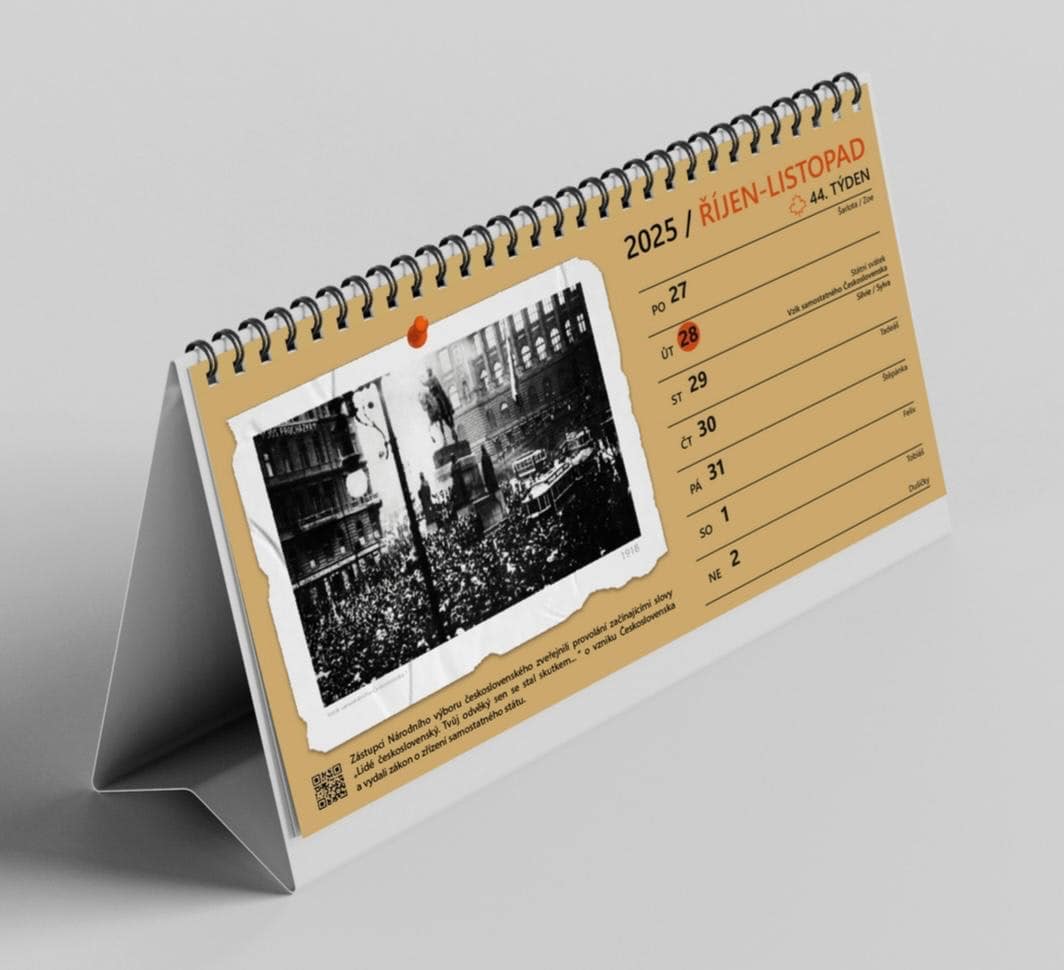 2025 / ŘÍJEN-LISTOPAD
44. TÝDEN
Šarlota / Zoe
PO 27
Státní svátek
Vzik samostatného Československa
ÚT 28
Silvie / Sylva
ST 29
Tadeáš
ČT 30
Štěpánka
PÁ 31
Felix
SO 1
Tobiáš
NE 2
Dušičky
1918
Zástupci Národního výboru československého zveřejnili provolání začínajícími slovy
„Lidé československý. Tvůj odvěký sen se stal skutkem…“ o vzniku Československa
a vydali zákon o zřízení samostatného státu.